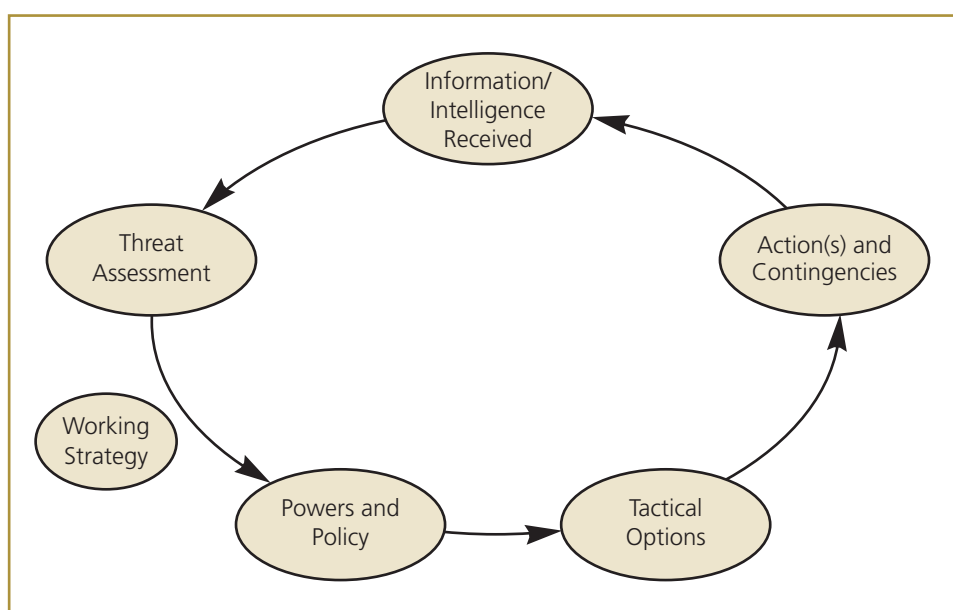 Information/
Intelligence
Received
Threat
Assessment
Action(s) and
Contingencies
Working
Strategy
Powers and
Policy
Tactical
Options